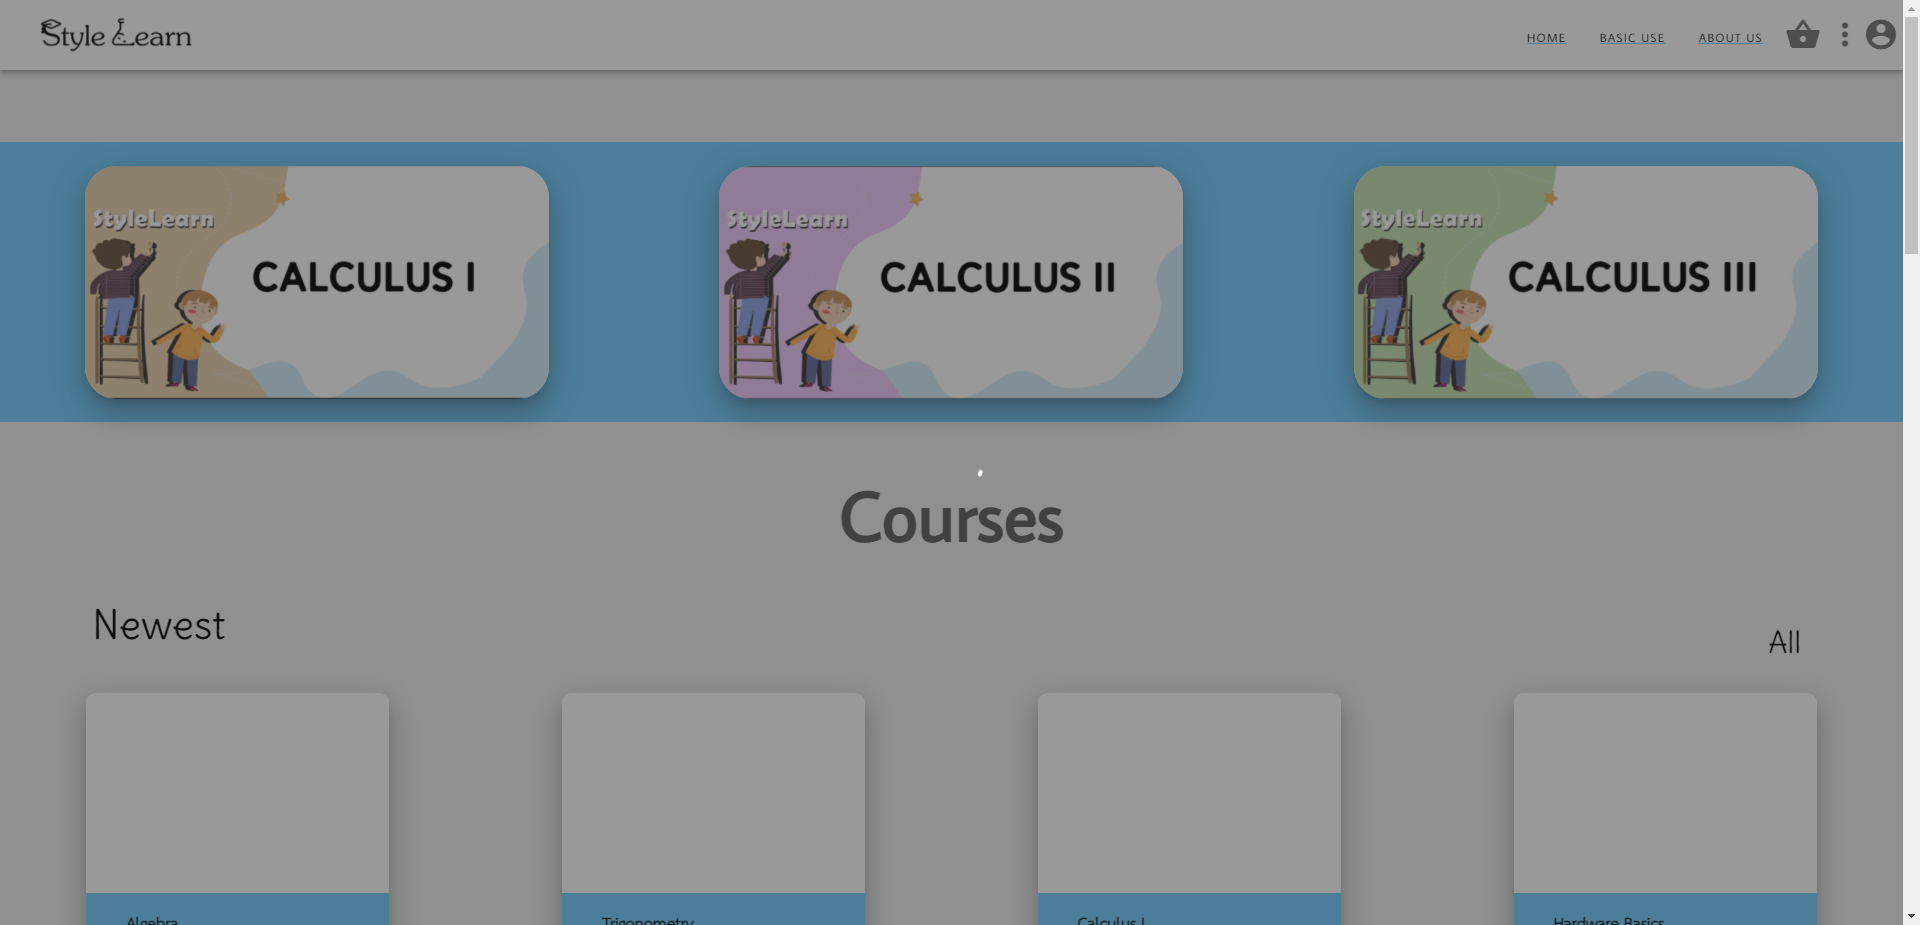 Style Learn
HOME
BASIC USE
ABOUT US
StyleLearn
CALCULUS I
StyleLearn
CALCULUS II
StyleLearn
CALCULUS III
Courses
Newest
All
Algebra
Trigonometry
Calculus I
Hardware Basics